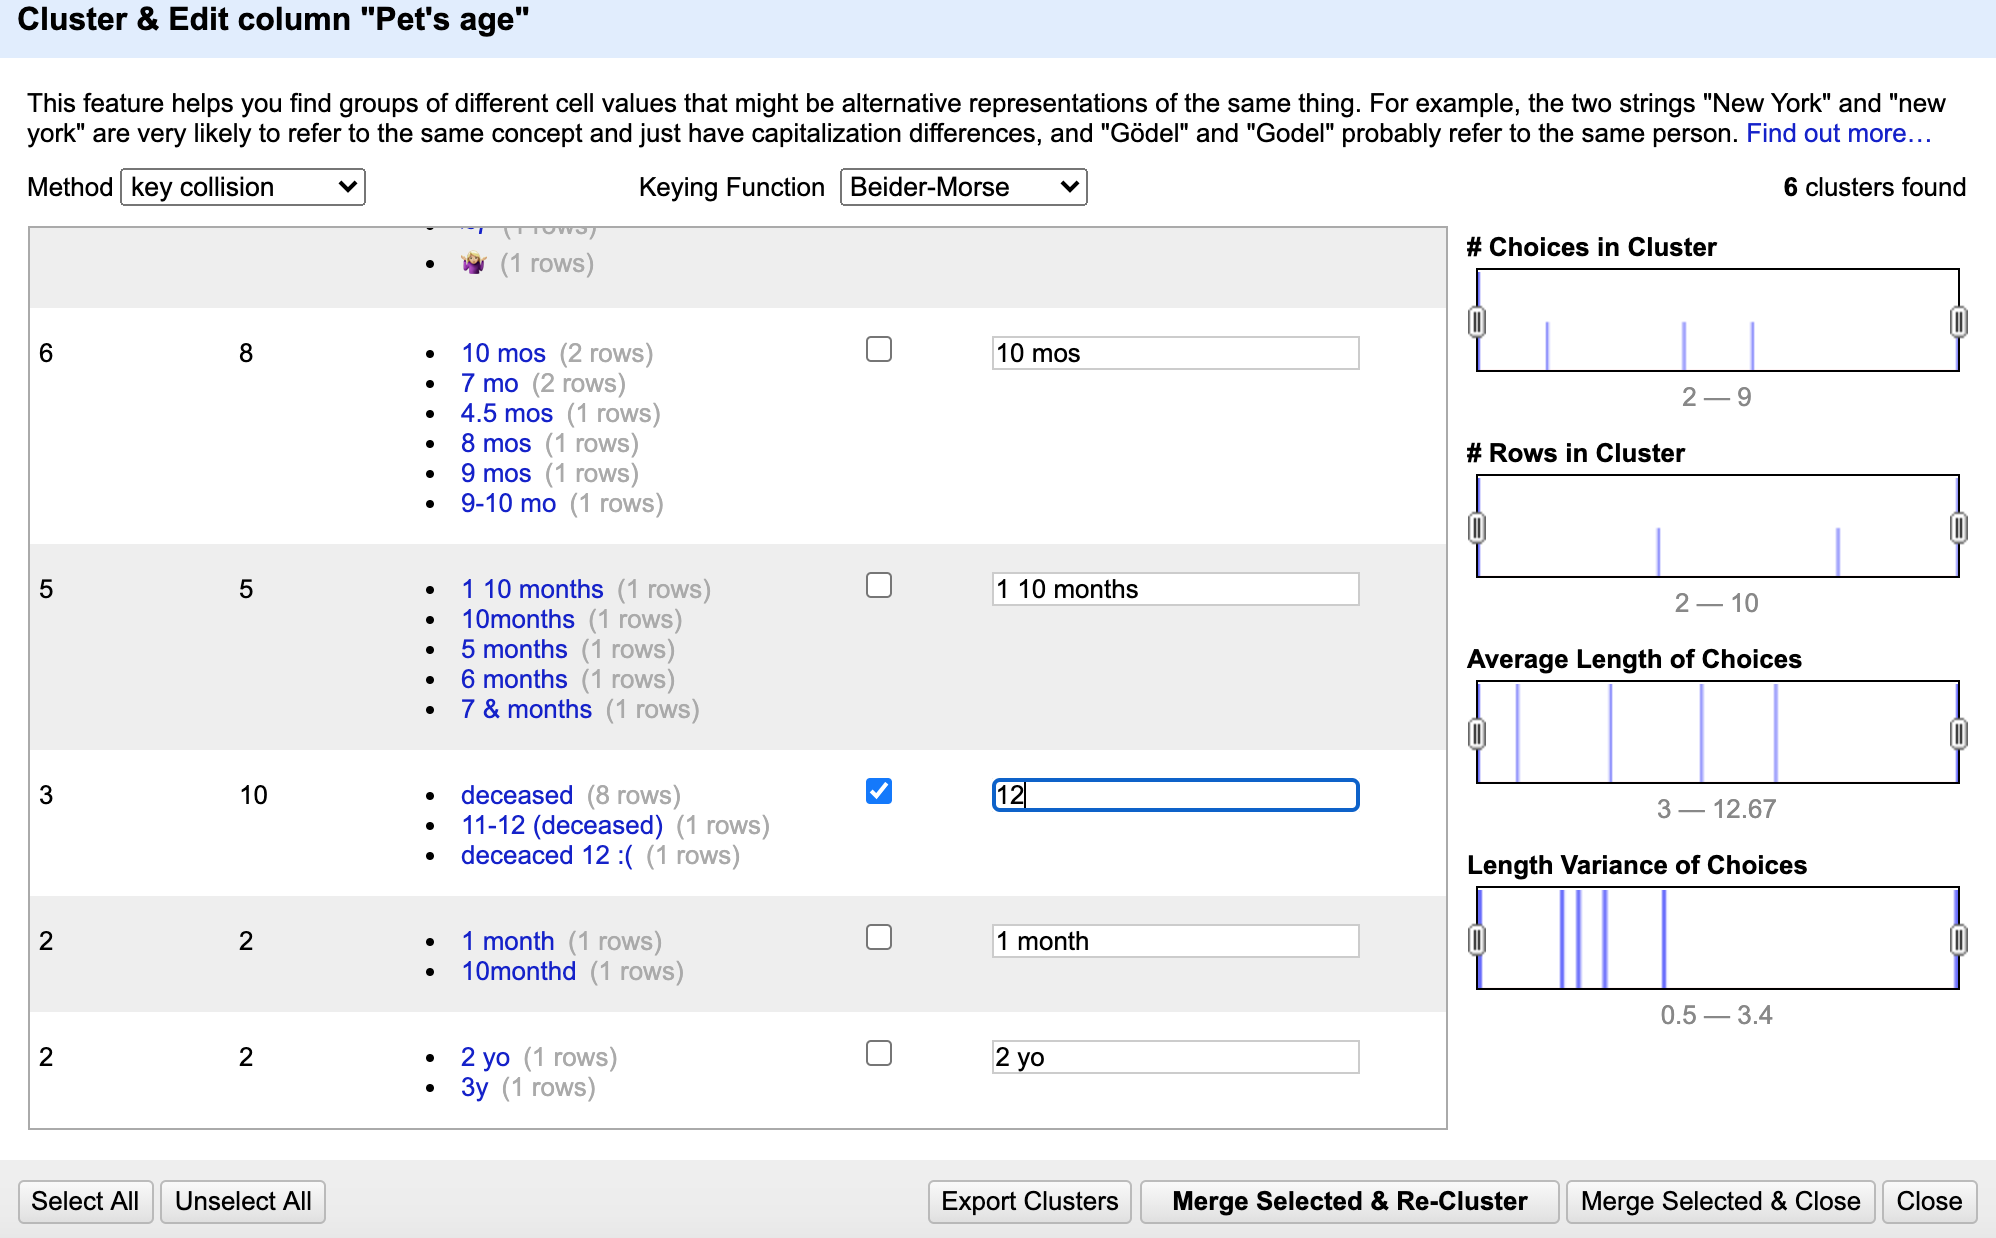 Cluster & Edit column "Pet's age"
This feature helps you find groups of different cell values that might be alternative representations of the same thing. For example, the two strings "New York" and "new
york" are very likely to refer to the same concept and just have capitalization differences, and "Gödel" and "Godel" probably refer to the same person. Find out more…
Method key collision Keying Function Beider-Morse 6 clusters found
(1 rows)
🤷🏼‍♀️ (1 rows)
6 8 10 mos (2 rows) 10 mos
7 mo (2 rows)
4.5 mos (1 rows)
8 mos (1 rows)
9 mos (1 rows)
9-10 mo (1 rows)
5 5 1 10 months (1 rows) 1 10 months
10months (1 rows)
5 months (1 rows)
6 months (1 rows)
7 & months (1 rows)
3 10 deceased (8 rows) 12
11-12 (deceased) (1 rows)
deceaced 12 :( (1 rows)
2 2 1 month (1 rows) 1 month
10monthd (1 rows)
2 2 2 yo (1 rows) 2 yo
3y (1 rows)
# Choices in Cluster
2 — 9
# Rows in Cluster
2 — 10
Average Length of Choices
3 — 12.67
Length Variance of Choices
0.5 — 3.4
Select All Unselect All Export Clusters Merge Selected & Re-Cluster Merge Selected & Close Close